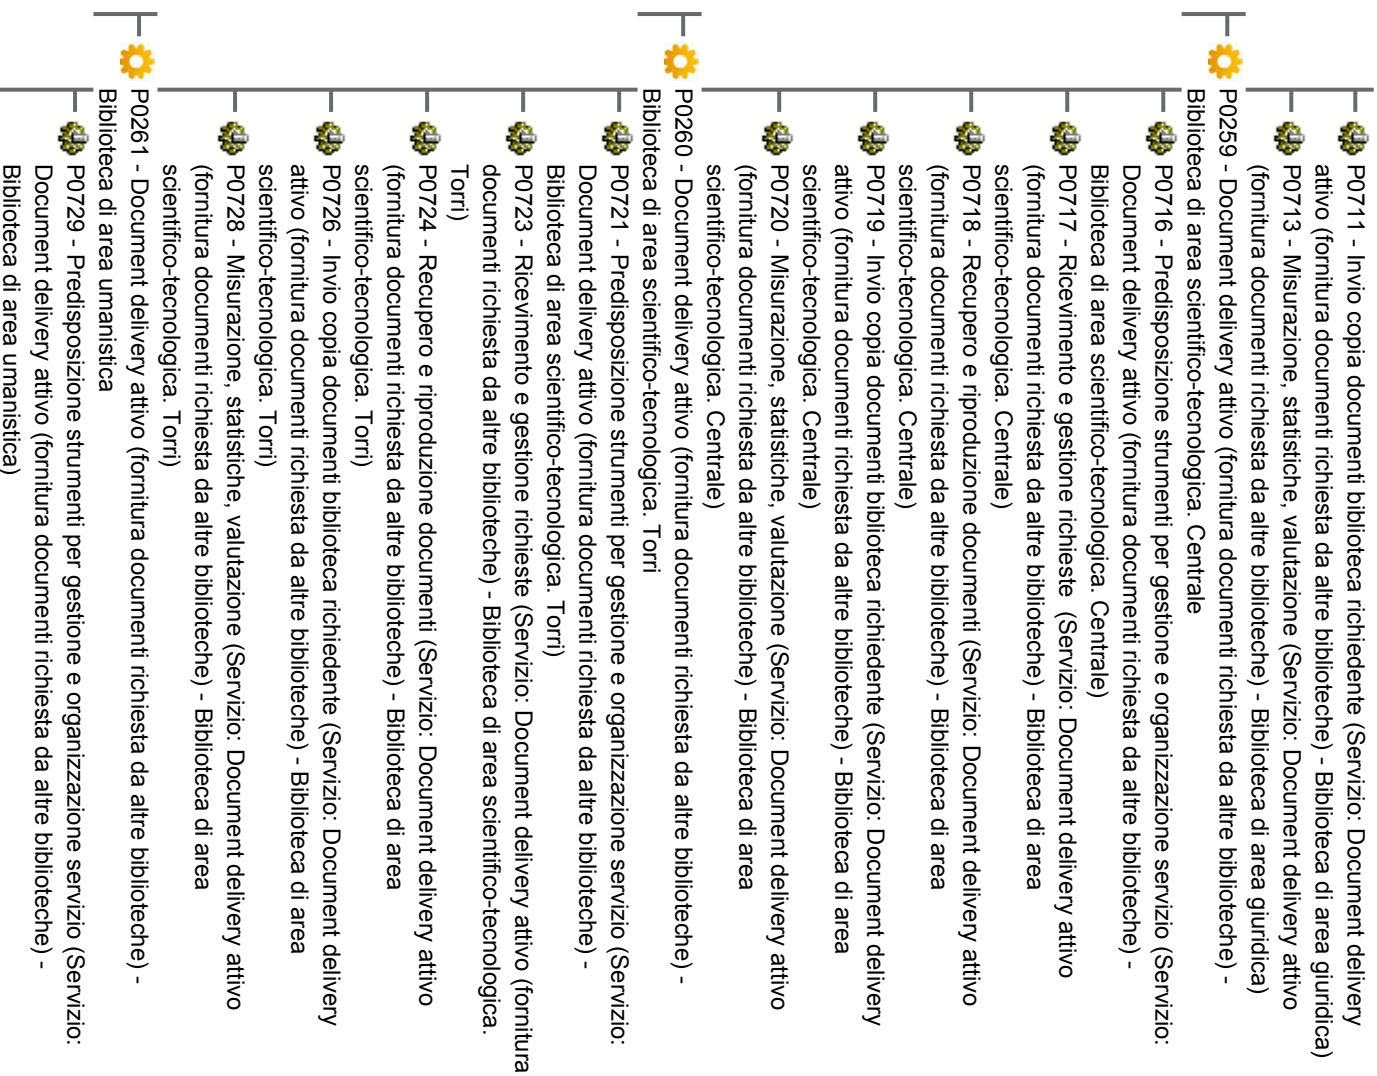 P0711 - Invio copia documenti biblioteca richiedente (Servizio: Document delivery
attivo (fornitura documenti richiesta da altre biblioteche) - Biblioteca di area giuridica)
P0713 - Misurazione, statistiche, valutazione (Servizio: Document delivery attivo
(fornitura documenti richiesta da altre biblioteche) - Biblioteca di area giuridica)
P0259 - Document delivery attivo (fornitura documenti richiesta da altre biblioteche) -
Biblioteca di area scientifico-tecnologica. Centrale
P0716 - Predisposizione strumenti per gestione e organizzazione servizio (Servizio:
Document delivery attivo (fornitura documenti richiesta da altre biblioteche) -
Biblioteca di area scientifico-tecnologica. Centrale)
P0717 - Ricevimento e gestione richieste  (Servizio: Document delivery attivo
(fornitura documenti richiesta da altre biblioteche) - Biblioteca di area
scientifico-tecnologica. Centrale)
P0718 - Recupero e riproduzione documenti (Servizio: Document delivery attivo
(fornitura documenti richiesta da altre biblioteche) - Biblioteca di area
scientifico-tecnologica. Centrale)
P0719 - Invio copia documenti biblioteca richiedente (Servizio: Document delivery
attivo (fornitura documenti richiesta da altre biblioteche) - Biblioteca di area
scientifico-tecnologica. Centrale)
P0720 - Misurazione, statistiche, valutazione (Servizio: Document delivery attivo
(fornitura documenti richiesta da altre biblioteche) - Biblioteca di area
scientifico-tecnologica. Centrale)
P0260 - Document delivery attivo (fornitura documenti richiesta da altre biblioteche) -
Biblioteca di area scientifico-tecnologica. Torri
P0721 - Predisposizione strumenti per gestione e organizzazione servizio (Servizio:
Document delivery attivo (fornitura documenti richiesta da altre biblioteche) -
Biblioteca di area scientifico-tecnologica. Torri)
P0723 - Ricevimento e gestione richieste (Servizio: Document delivery attivo (fornitura
documenti richiesta da altre biblioteche) - Biblioteca di area scientifico-tecnologica.
Torri)
P0724 - Recupero e riproduzione documenti (Servizio: Document delivery attivo
(fornitura documenti richiesta da altre biblioteche) - Biblioteca di area
scientifico-tecnologica. Torri)
P0726 - Invio copia documenti biblioteca richiedente (Servizio: Document delivery
attivo (fornitura documenti richiesta da altre biblioteche) - Biblioteca di area
scientifico-tecnologica. Torri)
P0728 - Misurazione, statistiche, valutazione (Servizio: Document delivery attivo
(fornitura documenti richiesta da altre biblioteche) - Biblioteca di area
scientifico-tecnologica. Torri)
P0261 - Document delivery attivo (fornitura documenti richiesta da altre biblioteche) -
Biblioteca di area umanistica
P0729 - Predisposizione strumenti per gestione e organizzazione servizio (Servizio:
Document delivery attivo (fornitura documenti richiesta da altre biblioteche) -
Biblioteca di area umanistica)